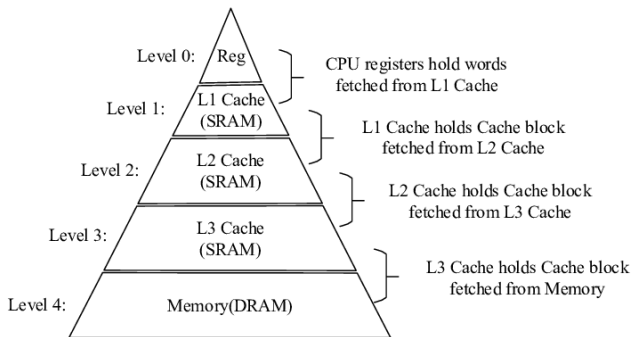 Level 0:
Reg
CPU registers hold words
fetched from L1 Cache
Level 1:
L1 Cache
(SRAM)
L1 Cache holds Cache block
fetched from L2 Cache
Level 2:
L2 Cache
(SRAM)
L2 Cache holds Cache block
fetched from L3 Cache
Level 3:
L3 Cache
(SRAM)
L3 Cache holds Cache block
fetched from Memory
Level 4:
Memory(DRAM)